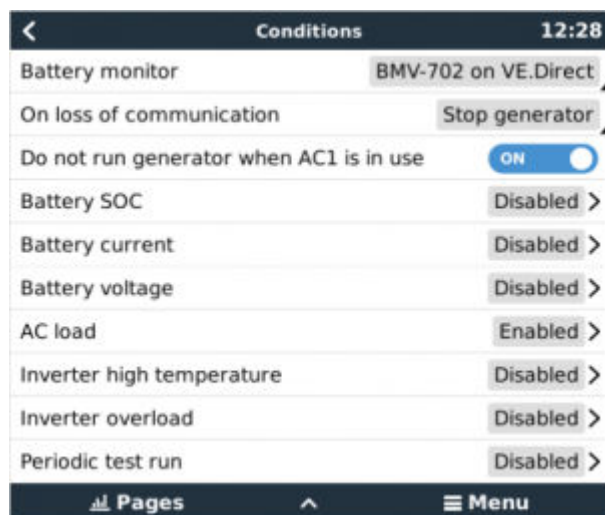 Conditions 12:28
Battery monitor BMV-702 on VE.Direct
On loss of communication Stop generator
Do not run generator when AC1 is in use ON
Battery SOC Disabled
Battery current Disabled
Battery voltage Disabled
AC load Enabled
Inverter high temperature Disabled
Inverter overload Disabled
Periodic test run Disabled
Pages Menu